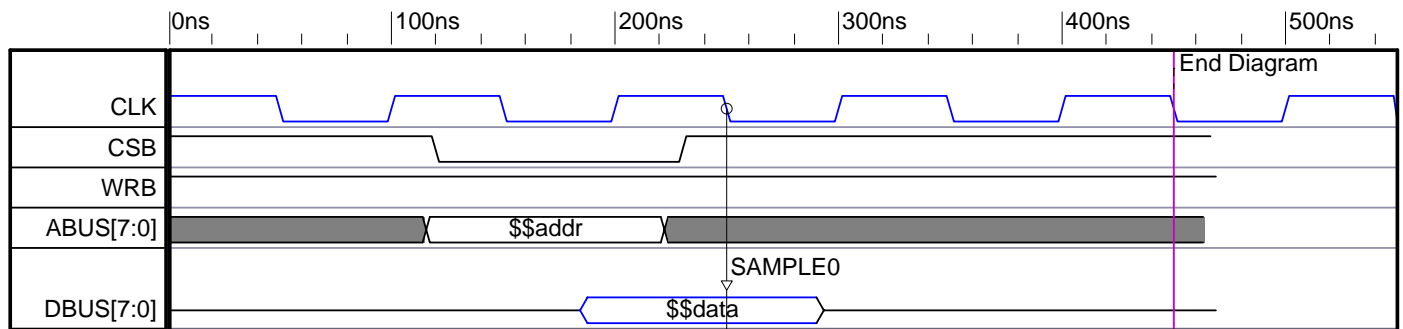 0ns 100ns 200ns 300ns 400ns 500ns
End Diagram
CLK
CSB
WRB
ABUS[7:0] $$addr
SAMPLE0
DBUS[7:0] $$data